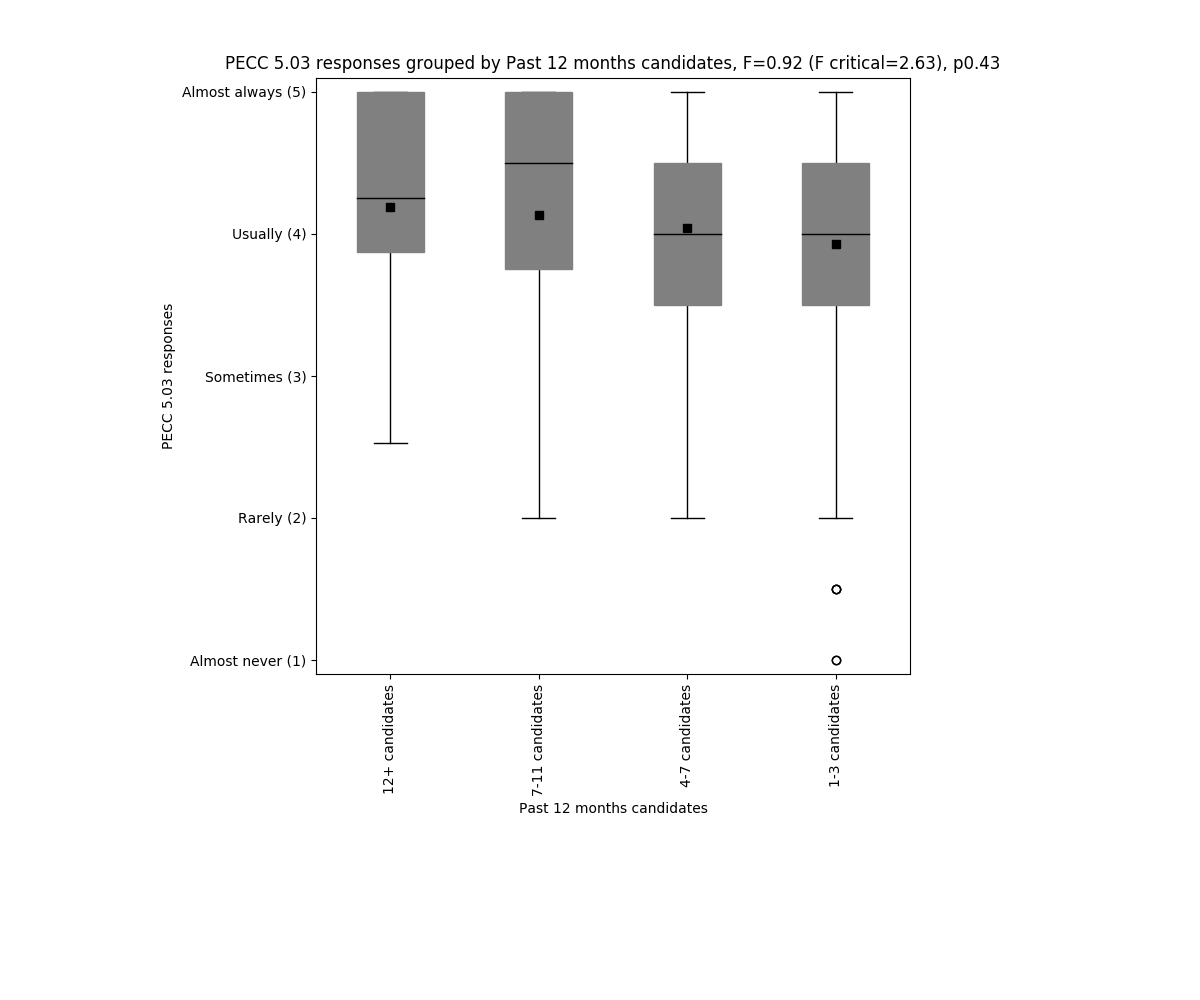 PECC 5.03 responses grouped by Past 12 months candidates, F=0.92 (F critical=2.63), p0.43
Almost always (5)
Usually (4)
Sometimes (3)
Rarely (2)
Almost never (1)
PECC 5.03 responses
12+ candidates
7-11 candidates
4-7 candidates
1-3 candidates
Past 12 months candidates